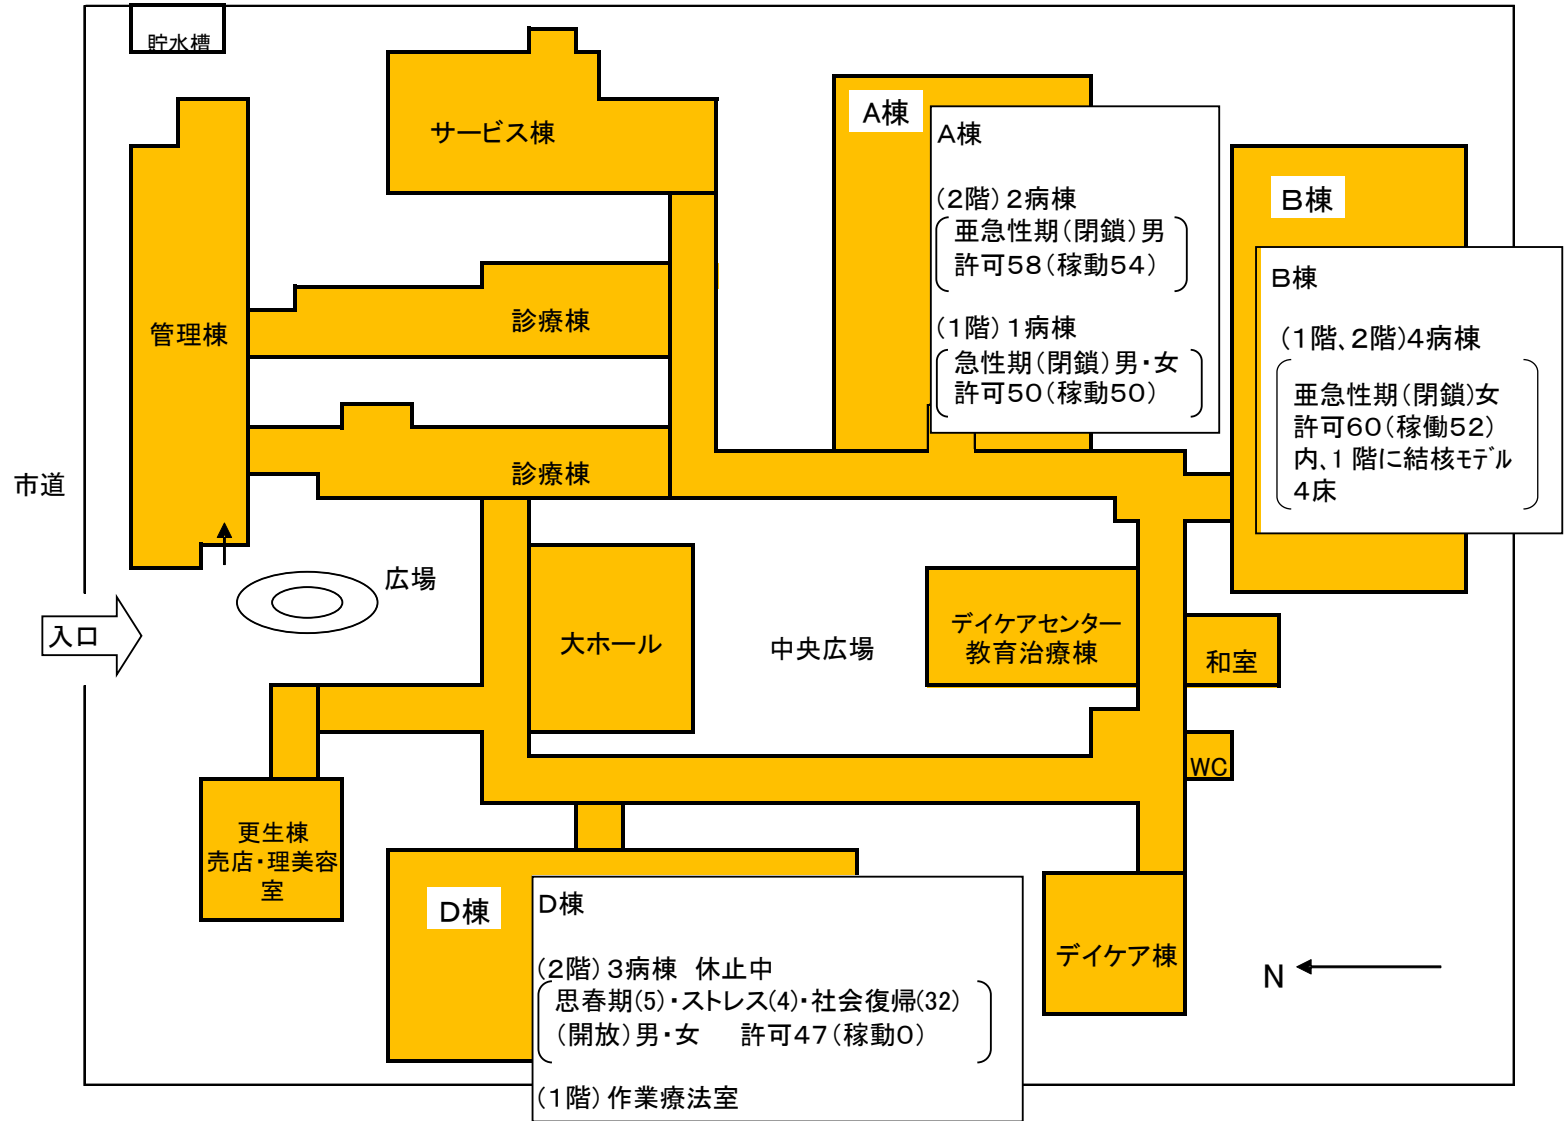 貯水槽
サービス棟
A棟
A棟
(2階)2病棟
亜急性期(閉鎖)男
許可58(稼動54)
(1階)1病棟
急性期(閉鎖)男・女
許可50(稼動50)
B棟
B棟
(1階、2階)4病棟
亜急性期(閉鎖)女
許可60(稼働52)
内、1階に結核モデル
4床
管理棟
診療棟
診療棟
市道
広場
入口
大ホール
中央広場
デイケアセンター
教育治療棟
和室
WC
更生棟
売店・理美容
室
D棟
D棟
(2階)3病棟 休止中
思春期(5)・ストレス(4)・社会復帰(32)
(開放)男・女 許可47(稼動0)
(1階)作業療法室
デイケア棟
N